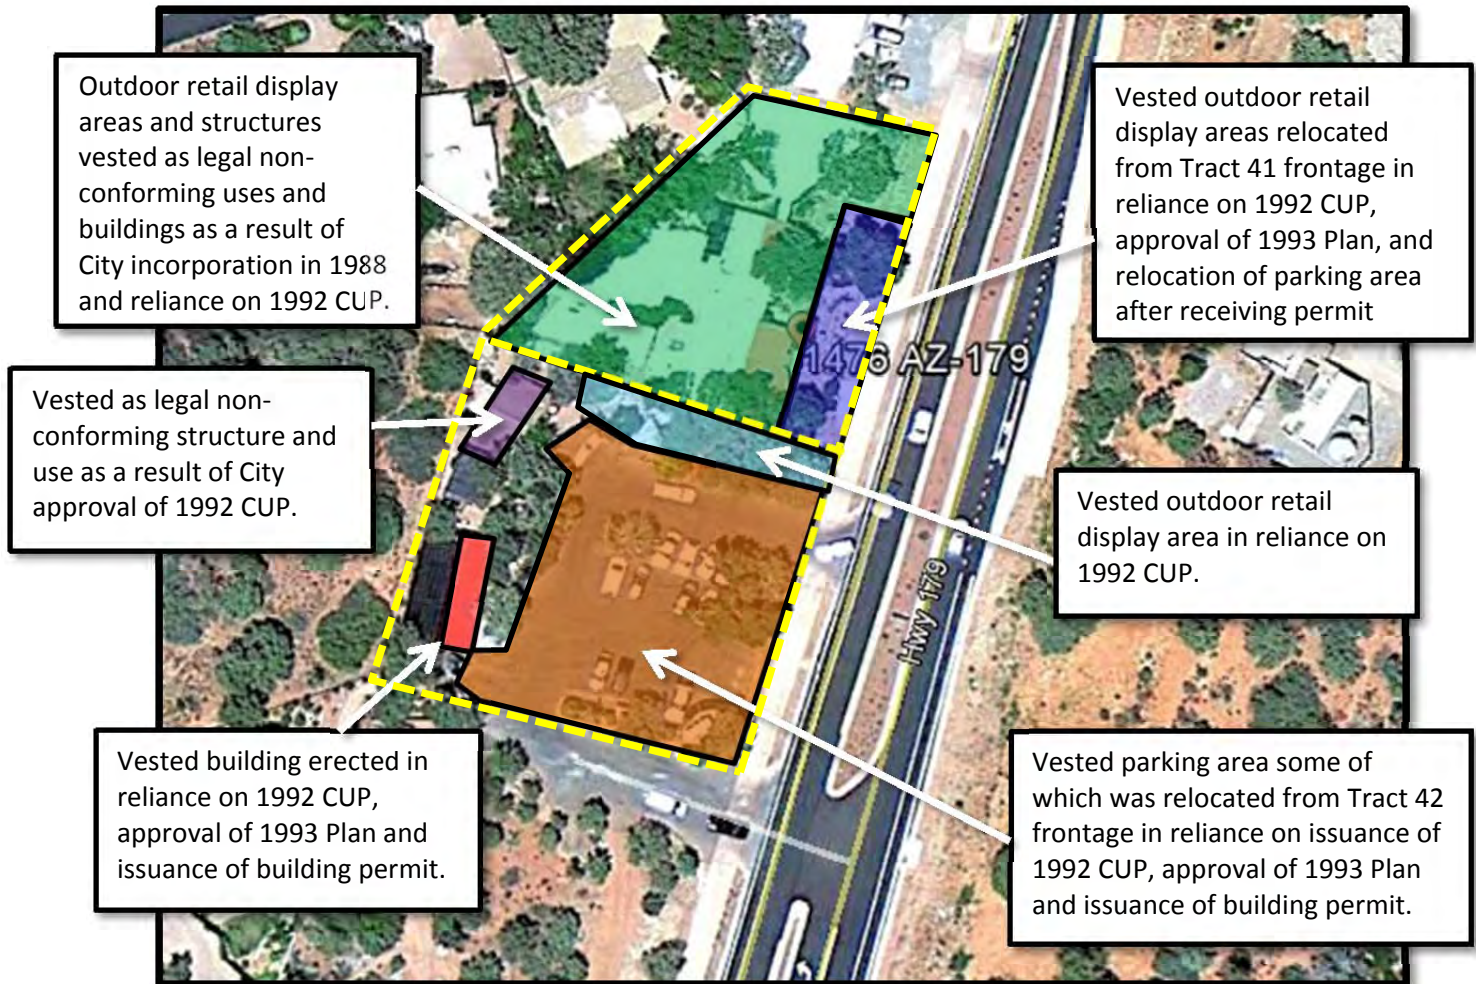 Outdoor retail display
areas and structures
vested as legal non-
conforming uses and
buildings as a result of
City incorporation in 1988
and reliance on 1992 CUP.
Vested outdoor retail
display areas relocated
from Tract 41 frontage in
reliance on 1992 CUP,
approval of 1993 Plan, and
relocation of parking area
after receiving permit
1476 AZ-179
Vested as legal non-
conforming structure and
use as a result of City
approval of 1992 CUP.
Vested outdoor retail
display area in reliance on
1992 CUP.
Hwy 179
Vested building erected in
reliance on 1992 CUP,
approval of 1993 Plan and
issuance of building permit.
Vested parking area some of
which was relocated from Tract 42
frontage in reliance on issuance of
1992 CUP, approval of 1993 Plan
and issuance of building permit.